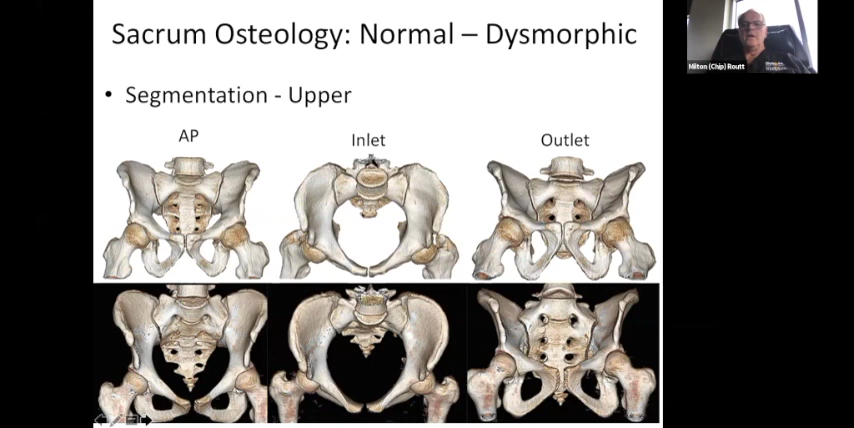 Sacrum Osteology: Normal – Dysmorphic
• Segmentation - Upper
AP
Inlet
Outlet
Milton (Chip) Routt